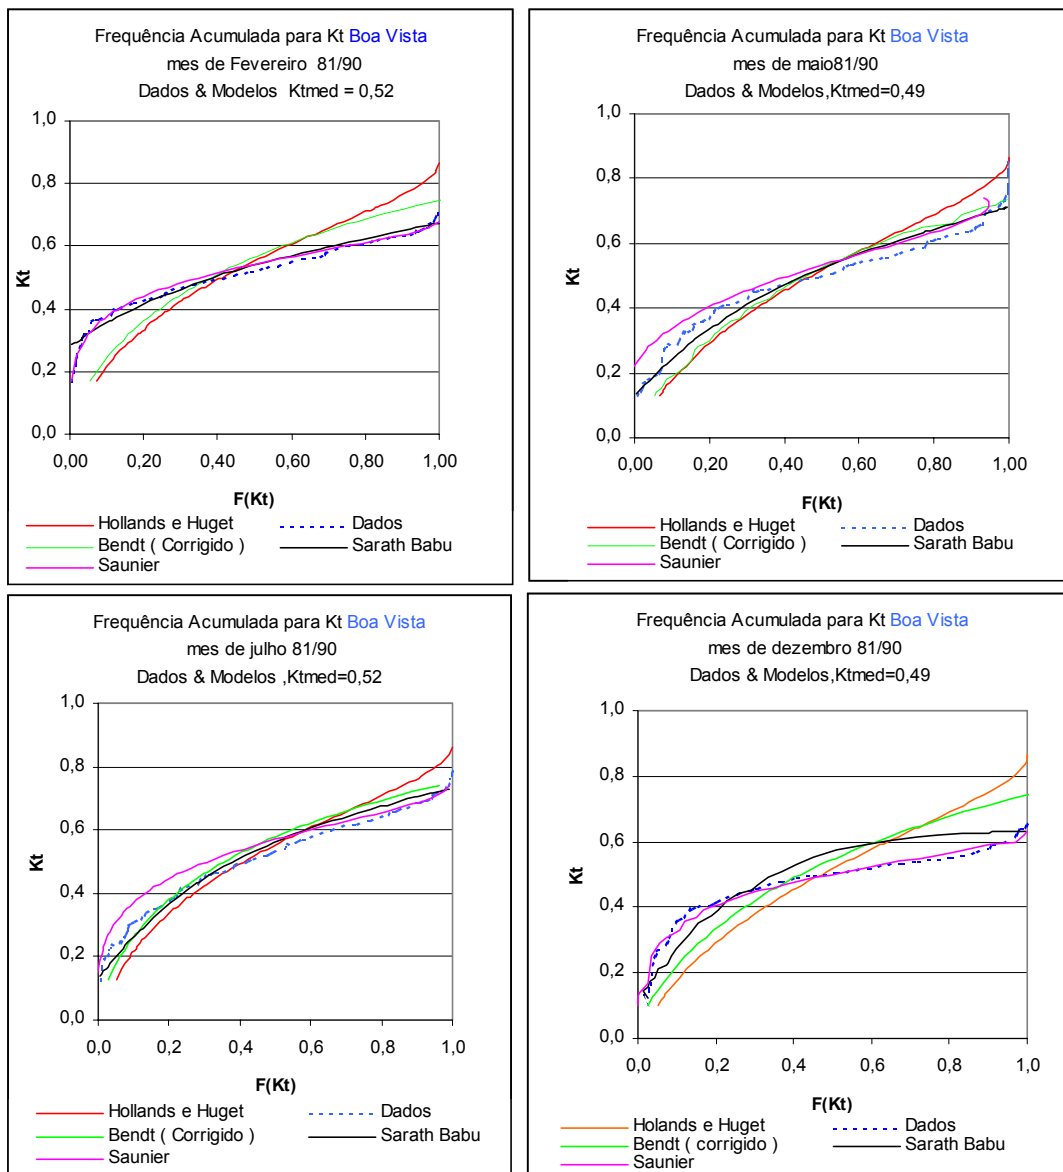 Frequência Acumulada para Kt Boa Vista
mes de Fevereiro 81/90
Dados & Modelos Ktmed = 0,52
1,0
0,8
0,6
0,4
0,2
0,0
Kt
0,00 0,20 0,40 0,60 0,80 1,00
F(Kt)
Hollands e Huget
Dados
Bendt ( Corrigido )
Sarath Babu
Saunier
Frequência Acumulada para Kt Boa Vista
mes de maio81/90
Dados & Modelos,Ktmed=0,49
1,0
0,8
0,6
0,4
0,2
0,0
Kt
0,00 0,20 0,40 0,60 0,80 1,00
F(Kt)
Hollands e Huget
Dados
Bendt ( Corrigido )
Sarath Babu
Saunier
Frequência Acumulada para Kt Boa Vista
mes de julho 81/90
Dados & Modelos ,Ktmed=0,52
1,0
0,8
0,6
0,4
0,2
0,0
Kt
0,0 0,2 0,4 0,6 0,8 1,0
F(Kt)
Hollands e Huget
Dados
Bendt ( Corrigido )
Sarath Babu
Saunier
Frequência Acumulada para Kt Boa Vista
mes de dezembro 81/90
Dados & Modelos,Ktmed=0,49
1,0
0,8
0,6
0,4
0,2
0,0
Kt
0,0 0,2 0,4 0,6 0,8 1,0
F(Kt)
Holands e Huget
Dados
Bendt ( corrigido )
Sarath Babu
Saunier